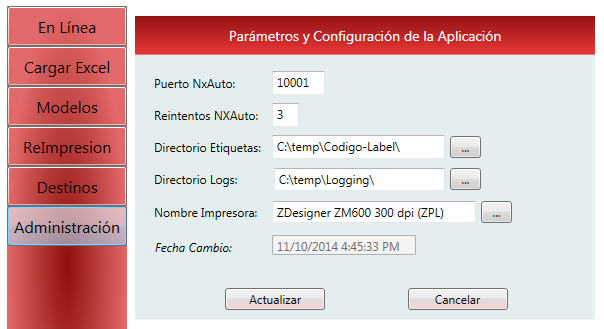 En Línea
Cargar Excel
Modelos
ReImpresion
Destinos
Administración
Parámetros y Configuración de la Aplicación
Puerto NxAuto: 10001
Reintentos NXAuto: 3
Directorio Etiquetas: C:\temp\Codigo-Label\ ...
Directorio Logs: C:\temp\Logging\ ...
Nombre Impresora: ZDesigner ZM600 300 dpi (ZPL) ...
Fecha Cambio: 11/10/2014 4:45:33 PM
Actualizar Cancelar